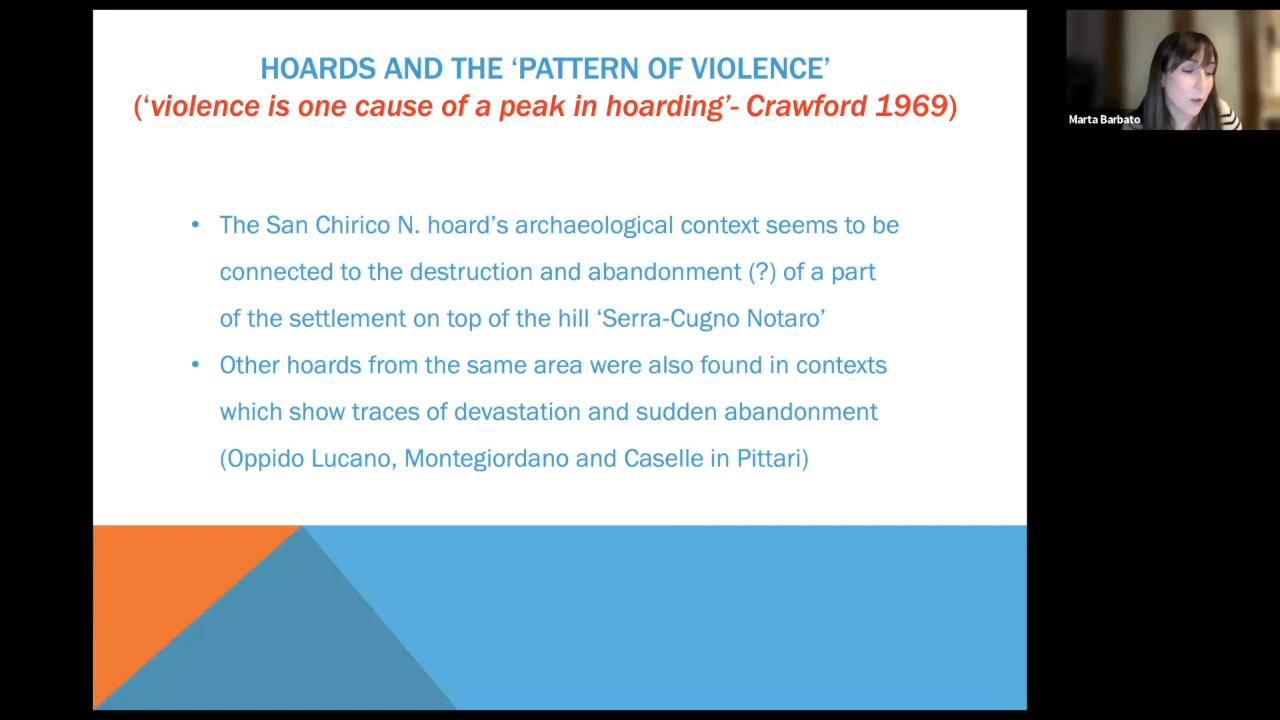 HOARDS AND THE ‘PATTERN OF VIOLENCE’
(‘violence is one cause of a peak in hoarding’- Crawford 1969)
• The San Chirico N. hoard’s archaeological context seems to be
connected to the destruction and abandonment (?) of a part
of the settlement on top of the hill ‘Serra-Cugno Notaro’
• Other hoards from the same area were also found in contexts
which show traces of devastation and sudden abandonment
(Oppido Lucano, Montegiordano and Caselle in Pittari)
Marta Barbato